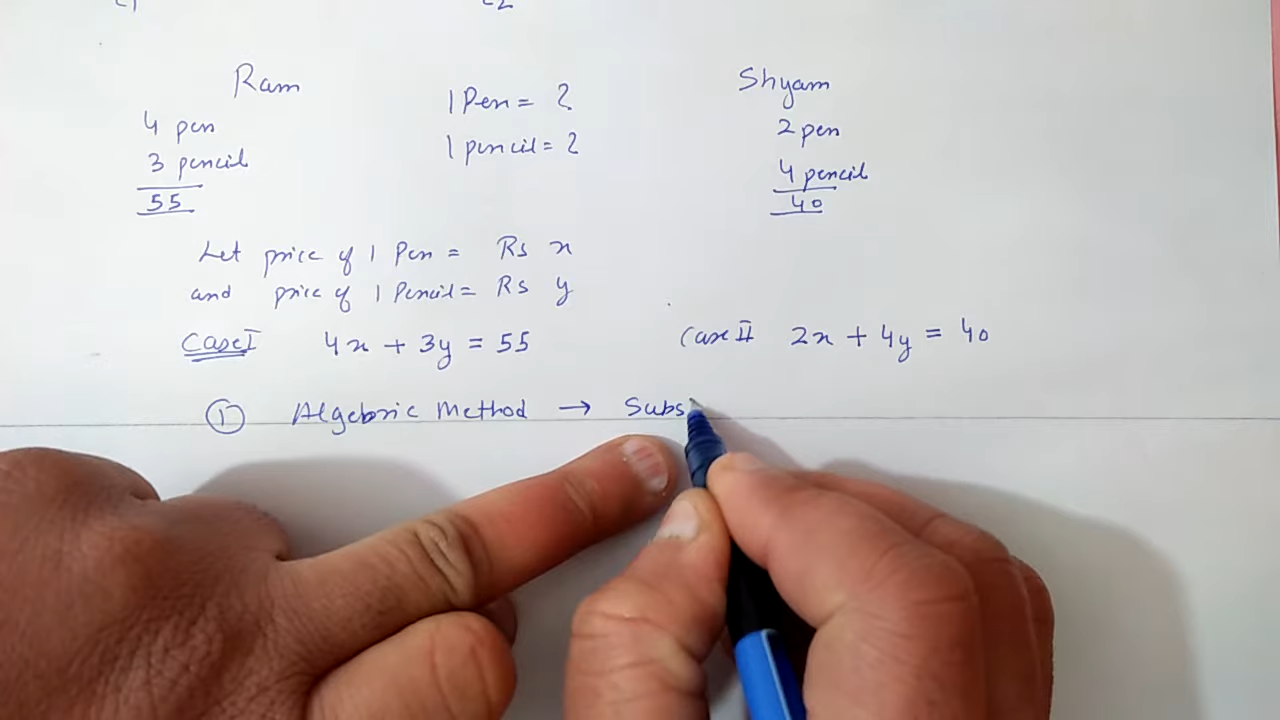 Ram
4 pen
3 pencil
55
1 Pen = 2
1 pencil = 2
Shyam
2 pen
4 pencil
40
Let price of 1 Pen = Rs x
and price of 1 Pencil = Rs y
Case I 4x + 3y = 55
Case II 2x + 4y = 40
① Algebric Method → Subs